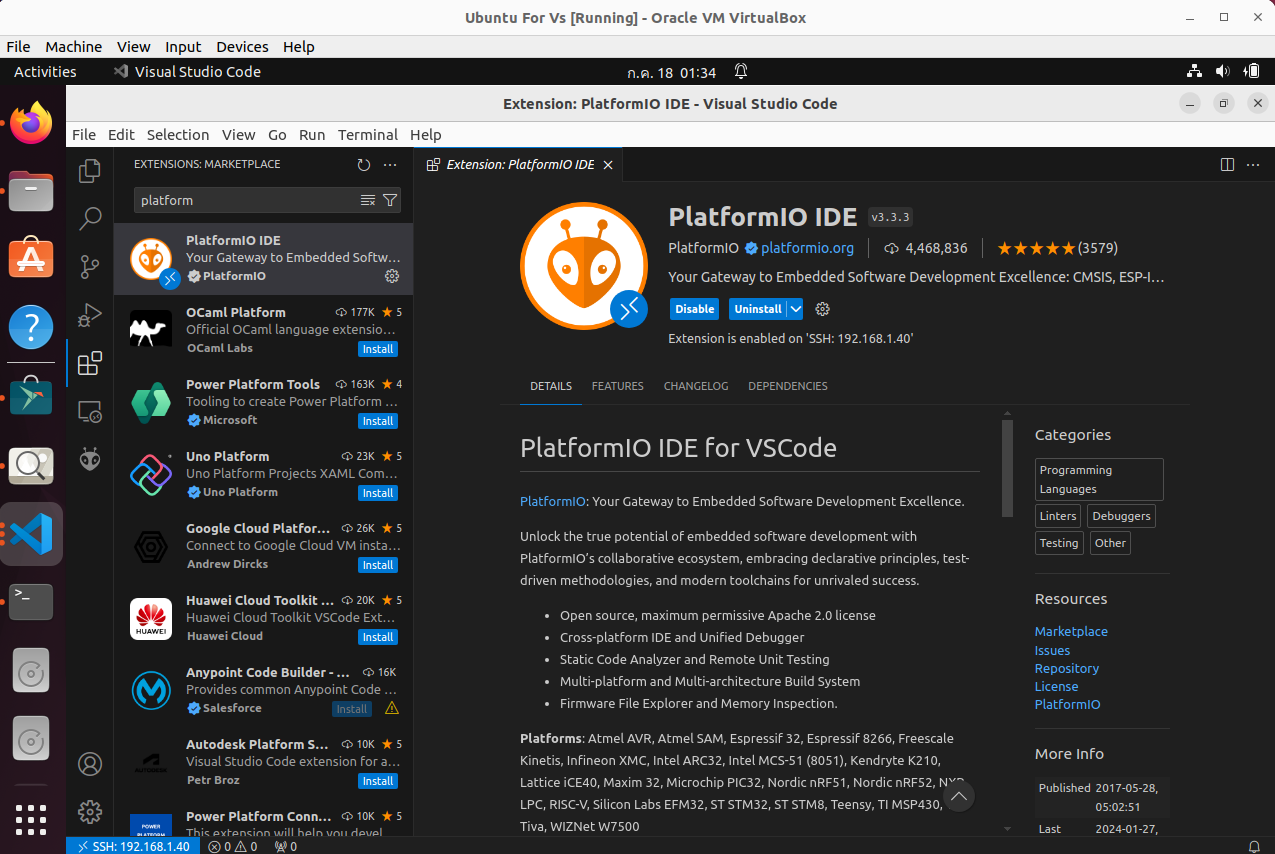 Ubuntu For Vs [Running] - Oracle VM VirtualBox
File Machine View Input Devices Help
Activities Visual Studio Code ก.ค. 18 01:34
Extension: PlatformIO IDE - Visual Studio Code
File Edit Selection View Go Run Terminal Help
EXTENSIONS: MARKETPLACE
platform
PlatformIO IDE
Your Gateway to Embedded Softw...
PlatformIO
OCaml Platform 177K 5
Official OCaml language extensio...
OCaml Labs Install
Power Platform Tools 163K 4
Tooling to create Power Platform ...
Microsoft Install
Uno Platform 23K 5
Uno Platform Projects XAML Com...
Uno Platform Install
Google Cloud Platfor... 26K 5
Connect to Google Cloud VM insta...
Andrew Dircks Install
HUAWEI
Huawei Cloud Toolkit ... 20K 5
Huawei Cloud Toolkit VSCode Ext...
Huawei Cloud Install
Anypoint Code Builder - ... 16K
Provides common Anypoint Code ...
Salesforce Install
AUTODESK
Autodesk Platform S... 10K 5
Visual Studio Code extension for a...
Petr Broz Install
POWER
PLATFORM
Power Platform Conn... 10K 5
This extension will help you devel
Extension: PlatformIO IDE
PlatformIO IDE v3.3.3
PlatformIO platformio.org 4,468,836 (3579)
Your Gateway to Embedded Software Development Excellence: CMSIS, ESP-I...
Disable Uninstall
Extension is enabled on 'SSH: 192.168.1.40'
DETAILS FEATURES CHANGELOG DEPENDENCIES
PlatformIO IDE for VSCode
PlatformIO: Your Gateway to Embedded Software Development Excellence.
Unlock the true potential of embedded software development with
PlatformIO’s collaborative ecosystem, embracing declarative principles, test-
driven methodologies, and modern toolchains for unrivaled success.
• Open source, maximum permissive Apache 2.0 license
• Cross-platform IDE and Unified Debugger
• Static Code Analyzer and Remote Unit Testing
• Multi-platform and Multi-architecture Build System
• Firmware File Explorer and Memory Inspection.
Platforms: Atmel AVR, Atmel SAM, Espressif 32, Espressif 8266, Freescale
Kinetis, Infineon XMC, Intel ARC32, Intel MCS-51 (8051), Kendryte K210,
Lattice iCE40, Maxim 32, Microchip PIC32, Nordic nRF51, Nordic nRF52, NXP
LPC, RISC-V, Silicon Labs EFM32, ST STM32, ST STM8, Teensy, TI MSP430,
Tiva, WIZNet W7500
Categories
Programming
Languages
Linters Debuggers
Testing Other
Resources
Marketplace
Issues
Repository
License
PlatformIO
More Info
Published 2017-05-28,
05:02:51
Last 2024-01-27,
SSH: 192.168.1.40 0 0 0